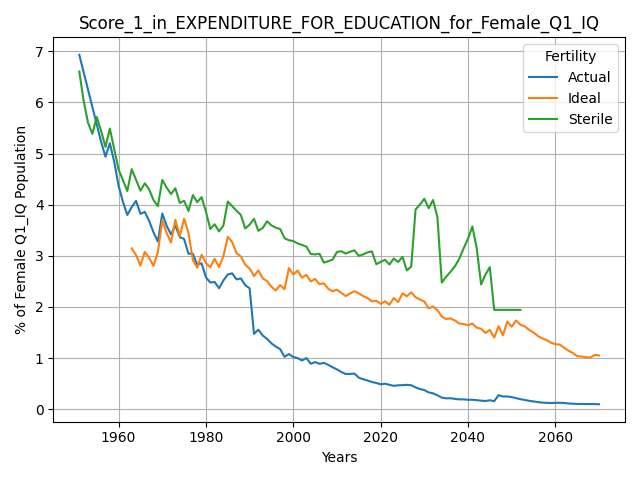 Score_1_in_EXPENDITURE_FOR_EDUCATION_for_Female_Q1_IQ
Fertility
Actual
Ideal
Sterile
% of Female Q1_IQ Population
7
6
5
4
3
2
1
0
1960
1980
2000
2020
2040
2060
Years